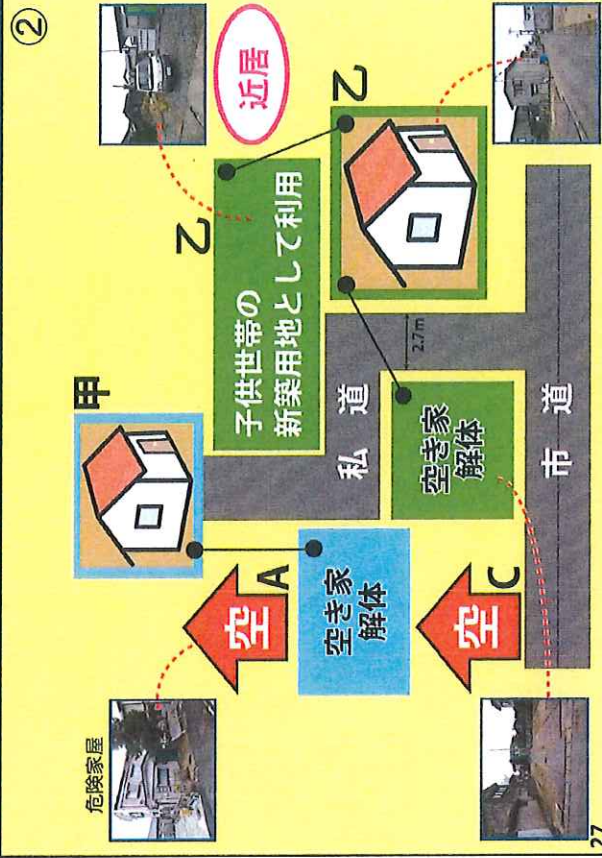 ②
危険家屋
空
A
甲
乙
子供世帯の
新築用地として利用
近居
空き家
解体
私道
2.7m
乙
空
C
空き家
解体
市道
27